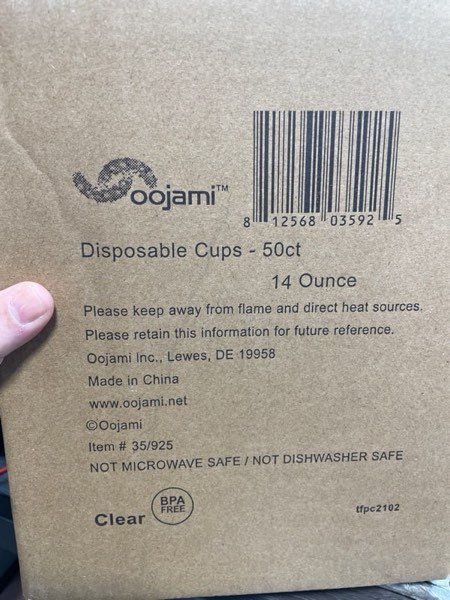 oojami™
8 12568 03592 5
Disposable Cups - 50ct
14 Ounce
Please keep away from flame and direct heat sources.
Please retain this information for future reference.
Oojami Inc., Lewes, DE 19958
Made in China
www.oojami.net
©Oojami
Item # 35/925
NOT MICROWAVE SAFE / NOT DISHWASHER SAFE
BPA
FREE
Clear
tfpc2102